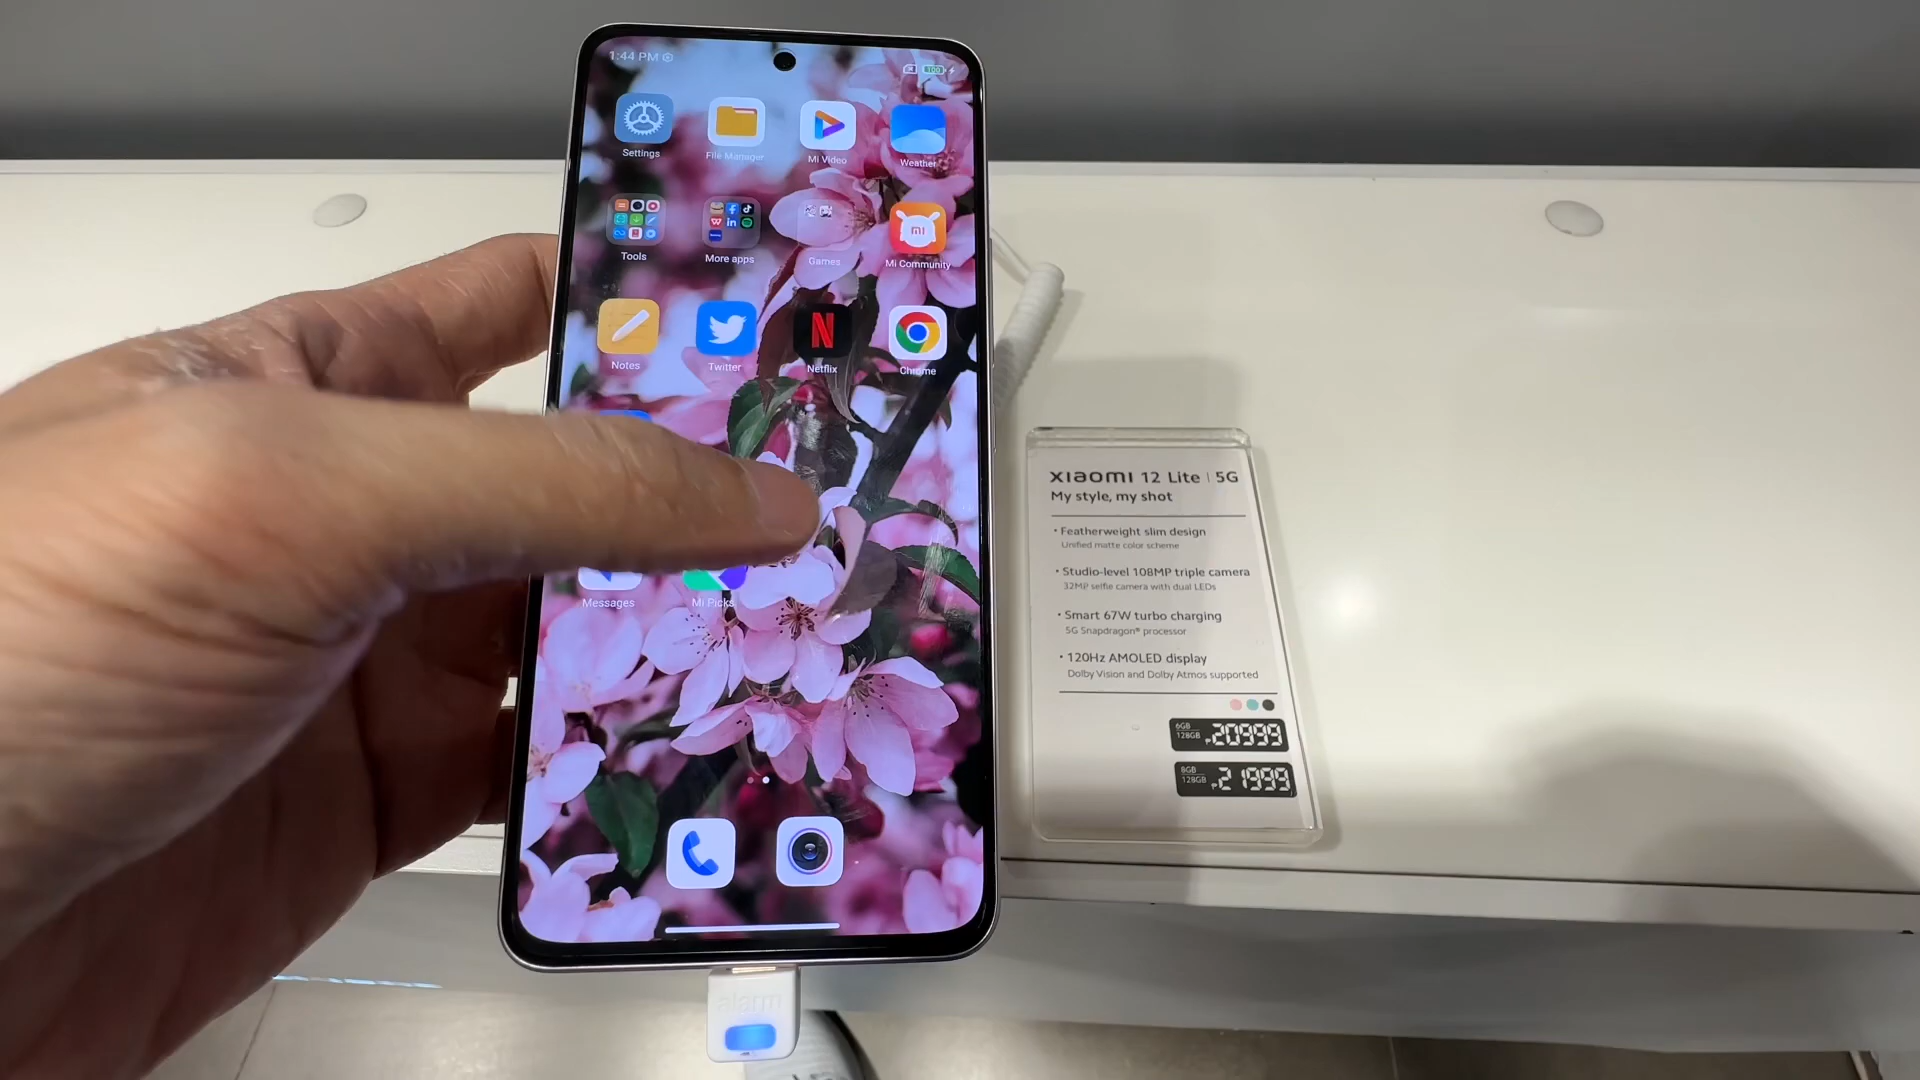 1:44 PM
100
Settings
File Manager
Mi Video
Weather
Tools
More apps
Games
Mi Community
Notes
Twitter
Netflix
Chrome
Messages
Mi Picks
alarm
xiaomi 12 Lite | 5G
My style, my shot
• Featherweight slim design
Unified matte color scheme
• Studio-level 108MP triple camera
32MP selfie camera with dual LEDs
• Smart 67W turbo charging
5G Snapdragon® processor
• 120Hz AMOLED display
Dolby Vision and Dolby Atmos supported
6GB
128GB ₱20999
8GB
128GB ₱21999